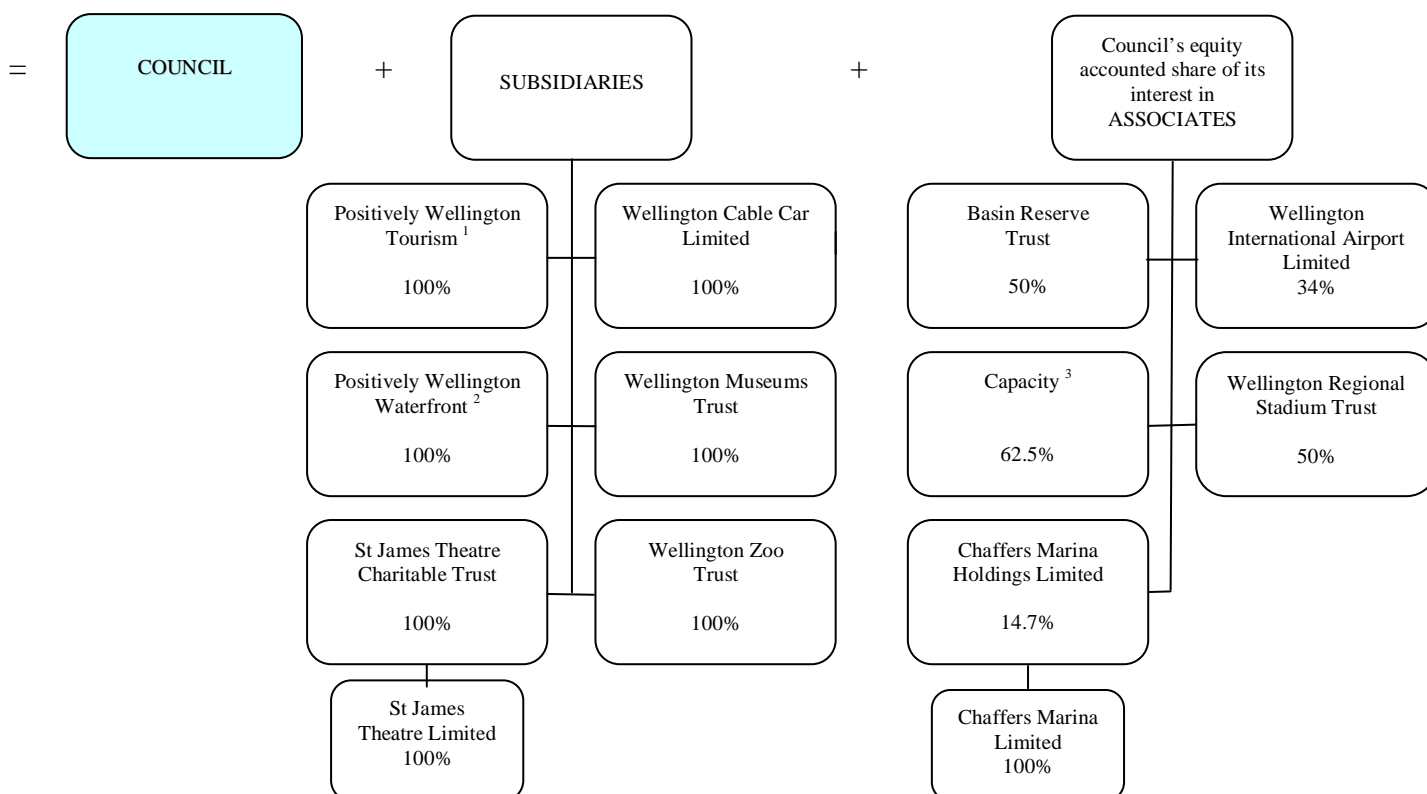 =
COUNCIL
+
SUBSIDIARIES
+
Council’s equity
accounted share of its
interest in
ASSOCIATES
Positively Wellington
Tourism 1
100%
Wellington Cable Car
Limited
100%
Basin Reserve
Trust
50%
Wellington
International Airport
Limited
34%
Positively Wellington
Waterfront 2
100%
Wellington Museums
Trust
100%
Capacity 3
62.5%
Wellington Regional
Stadium Trust
50%
St James Theatre
Charitable Trust
100%
Wellington Zoo
Trust
100%
Chaffers Marina
Holdings Limited
14.7%
St James
Theatre Limited
100%
Chaffers Marina
Limited
100%